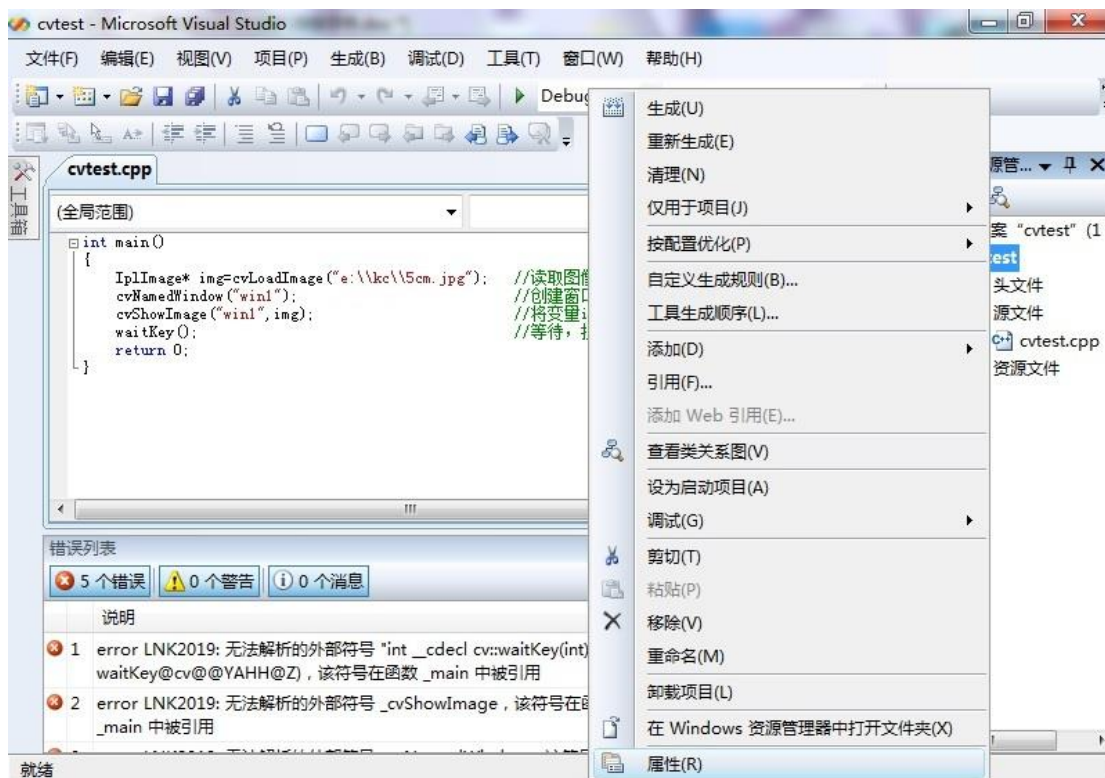 cvtest - Microsoft Visual Studio
文件(F) 编辑(E) 视图(V) 项目(P) 生成(B) 调试(D) 工具(T) 窗口(W) 帮助(H)
Debug
工具箱
cvtest.cpp
(全局范围)
int main()
{
IplImage* img=cvLoadImage("e:\\kc\\5cm.jpg"); //读取图像
cvNamedWindow("win1"); //创建窗口
cvShowImage("win1",img); //将变量i
waitKey(); //等待，
return 0;
}
错误列表
5 个错误 0 个警告 0 个消息
说明
1 error LNK2019: 无法解析的外部符号 "int __cdecl cv::waitKey(int)
waitKey@cv@@YAHH@Z)，该符号在函数 _main 中被引用
2 error LNK2019: 无法解析的外部符号 _cvShowImage，该符号在函
_main 中被引用
就绪
生成(U)
重新生成(E)
清理(N)
仅用于项目(J)
按配置优化(P)
自定义生成规则(B)...
工具生成顺序(L)...
添加(D)
引用(F)...
添加 Web 引用(E)...
查看类关系图(V)
设为启动项目(A)
调试(G)
剪切(T)
粘贴(P)
移除(V)
重命名(M)
卸载项目(L)
在 Windows 资源管理器中打开文件夹(X)
属性(R)
源管...
案 "cvtest" (1
test
头文件
源文件
cvtest.cpp
资源文件